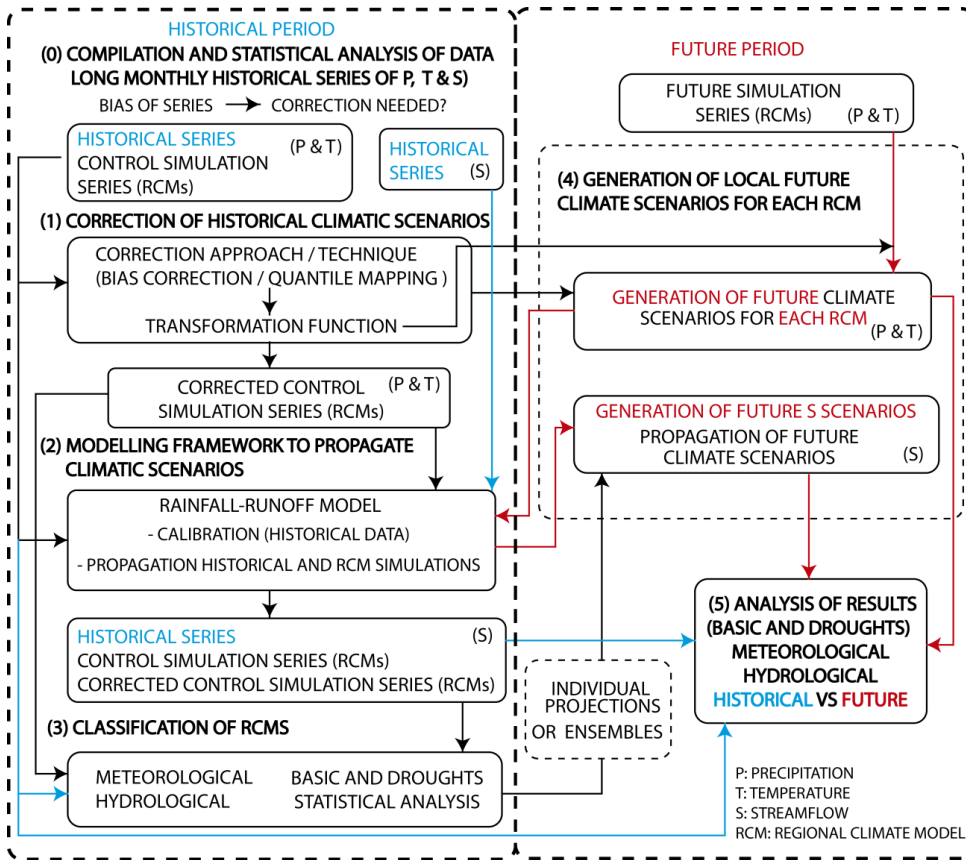 HISTORICAL PERIOD
(0) COMPILATION AND STATISTICAL ANALYSIS OF DATA
LONG MONTHLY HISTORICAL SERIES OF P, T & S)
BIAS OF SERIES
CORRECTION NEEDED?
HISTORICAL SERIES
(P & T)
CONTROL SIMULATION
SERIES (RCMs)
HISTORICAL
SERIES
(S)
(1) CORRECTION OF HISTORICAL CLIMATIC SCENARIOS
CORRECTION APPROACH / TECHNIQUE
(BIAS CORRECTION / QUANTILE MAPPING )
TRANSFORMATION FUNCTION
CORRECTED CONTROL
(P & T)
SIMULATION SERIES (RCMs)
(2) MODELLING FRAMEWORK TO PROPAGATE
CLIMATIC SCENARIOS
RAINFALL-RUNOFF MODEL
- CALIBRATION (HISTORICAL DATA)
- PROPAGATION HISTORICAL AND RCM SIMULATIONS
HISTORICAL SERIES
(S)
CONTROL SIMULATION SERIES (RCMs)
CORRECTED CONTROL SIMULATION SERIES (RCMs)
(3) CLASSIFICATION OF RCMS
METEOROLOGICAL
HYDROLOGICAL
BASIC AND DROUGHTS
STATISTICAL ANALYSIS
FUTURE PERIOD
FUTURE SIMULATION
SERIES (RCMs)
(P & T)
(4) GENERATION OF LOCAL FUTURE
CLIMATE SCENARIOS FOR EACH RCM
GENERATION OF FUTURE CLIMATE
SCENARIOS FOR EACH RCM
(P & T)
GENERATION OF FUTURE S SCENARIOS
PROPAGATION OF FUTURE
CLIMATE SCENARIOS
(S)
INDIVIDUAL
PROJECTIONS
OR ENSEMBLES
(5) ANALYSIS OF RESULTS
(BASIC AND DROUGHTS)
METEOROLOGICAL
HYDROLOGICAL
HISTORICAL VS FUTURE
P: PRECIPITATION
T: TEMPERATURE
S: STREAMFLOW
RCM: REGIONAL CLIMATE MODEL